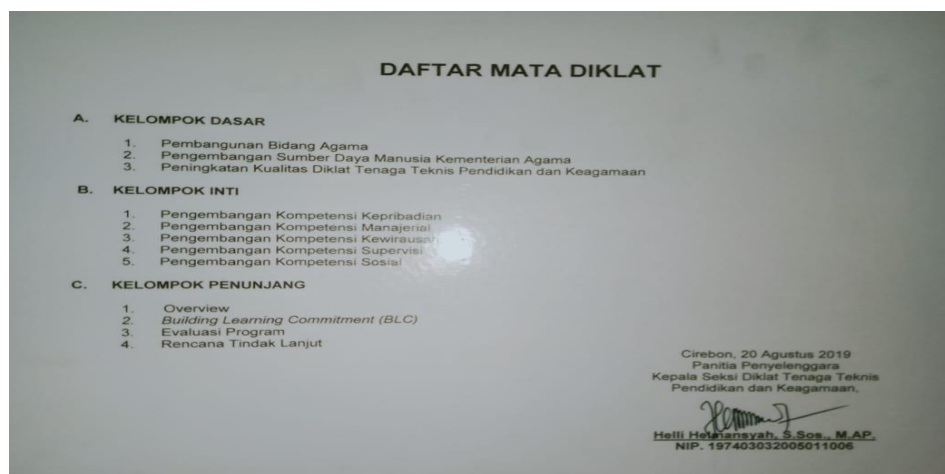 DAFTAR MATA DIKLAT
A. KELOMPOK DASAR
1. Pembangunan Bidang Agama
2. Pengembangan Sumber Daya Manusia Kementerian Agama
3. Peningkatan Kualitas Diklat Tenaga Teknis Pendidikan dan Keagamaan
B. KELOMPOK INTI
1. Pengembangan Kompetensi Kepribadian
2. Pengembangan Kompetensi Manajerial
3. Pengembangan Kompetensi
4. Pengembangan Kompetensi Supervisi
5. Pengembangan Kompetensi Sosial
C. KELOMPOK PENUNJANG
1. Overview
2. Building Learning Commitment (BLC)
3. Evaluasi Program
4. Rencana Tindak Lanjut
Cirebon, 20 Agustus 2019
Panitia Penyelenggara
Kepala Seksi Diklat Tenaga Teknis
Pendidikan dan Keagamaan,
Helli , S.Sos., M.AP.
NIP. 197403032005011006